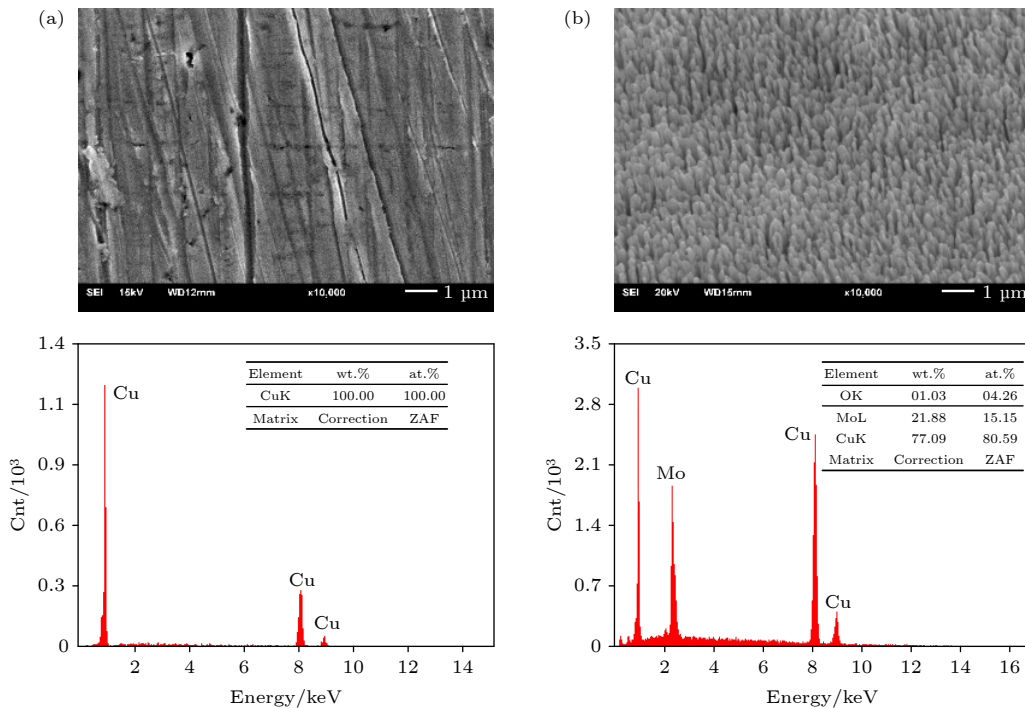 (a)
(b)
SEI 15kV WD12mm x10,000 1 µm
SEI 20kV WD15mm x10,000 1 µm
1.4
1.1
0.9
0.6
0.3
0
Cnt/10³
Cu
Cu
Cu
Element wt.% at.%
CuK 100.00 100.00
Matrix Correction ZAF
2 4 6 8 10 12 14
Energy/keV
3.5
2.8
2.1
1.4
0.7
0
Cnt/10³
Cu
Mo
Cu
Cu
Element wt.% at.%
OK 01.03 04.26
MoL 21.88 15.15
CuK 77.09 80.59
Matrix Correction ZAF
2 4 6 8 10 12 14 16
Energy/keV